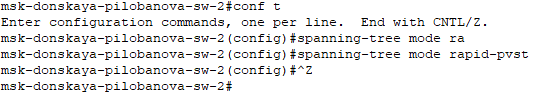 msk-donskaya-pilobanova-sw-2#conf t
Enter configuration commands, one per line.  End with CNTL/Z.
msk-donskaya-pilobanova-sw-2(config)#spanning-tree mode ra
msk-donskaya-pilobanova-sw-2(config)#spanning-tree mode rapid-pvst
msk-donskaya-pilobanova-sw-2(config)#^Z
msk-donskaya-pilobanova-sw-2#